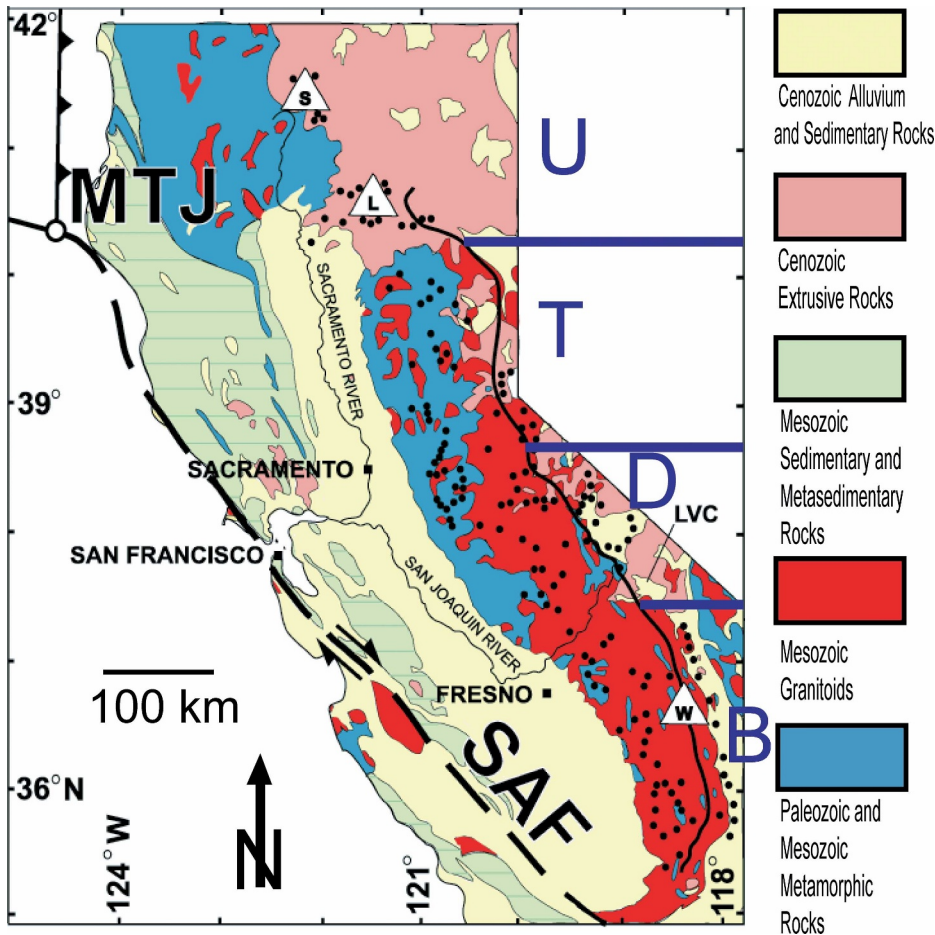 42°
S
U
MTJ
L
SACRAMENTO RIVER
T
39°
SACRAMENTO
D
LVC
SAN FRANCISCO
SAN JOAQUIN RIVER
100 km
FRESNO
W
B
SAF
36°N
N
124° W
121°
118°
Cenozoic Alluvium
and Sedimentary Rocks
Cenozoic
Extrusive Rocks
Mesozoic
Sedimentary and
Metasedimentary
Rocks
Mesozoic
Granitoids
Paleozoic and
Mesozoic
Metamorphic
Rocks